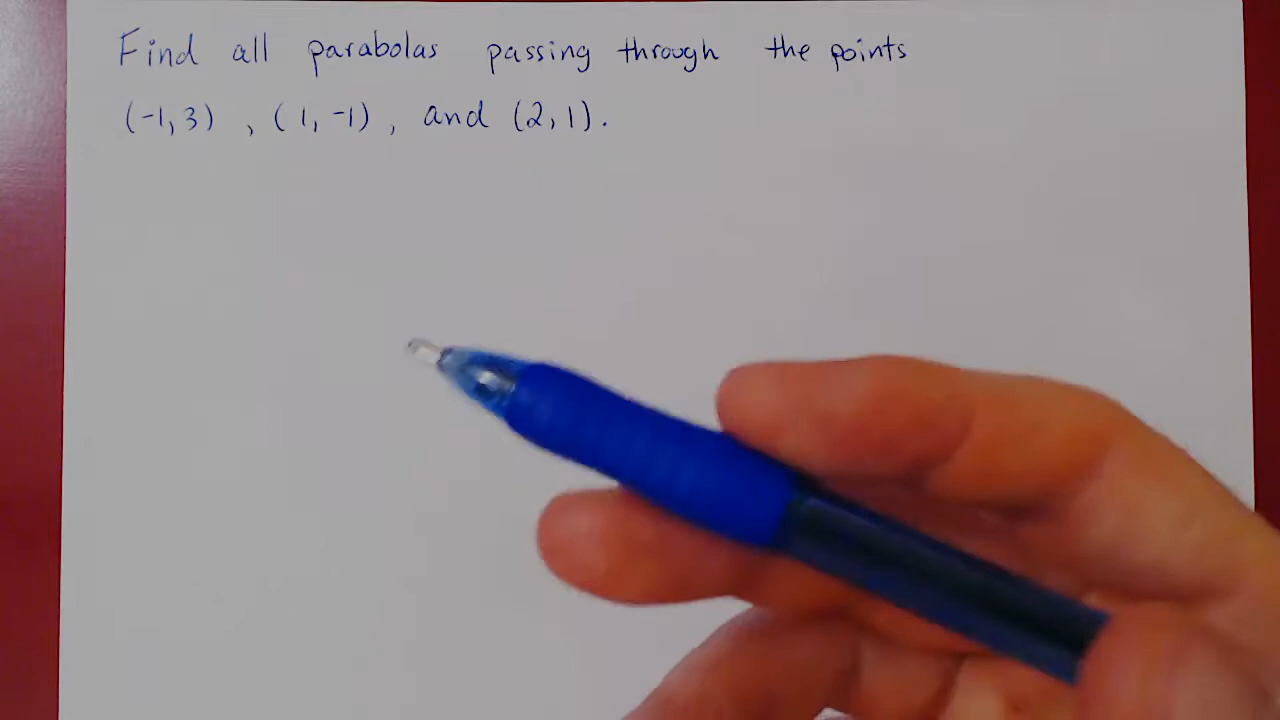 Find all parabolas passing through the points
(-1,3) , (1,-1) , and (2,1).